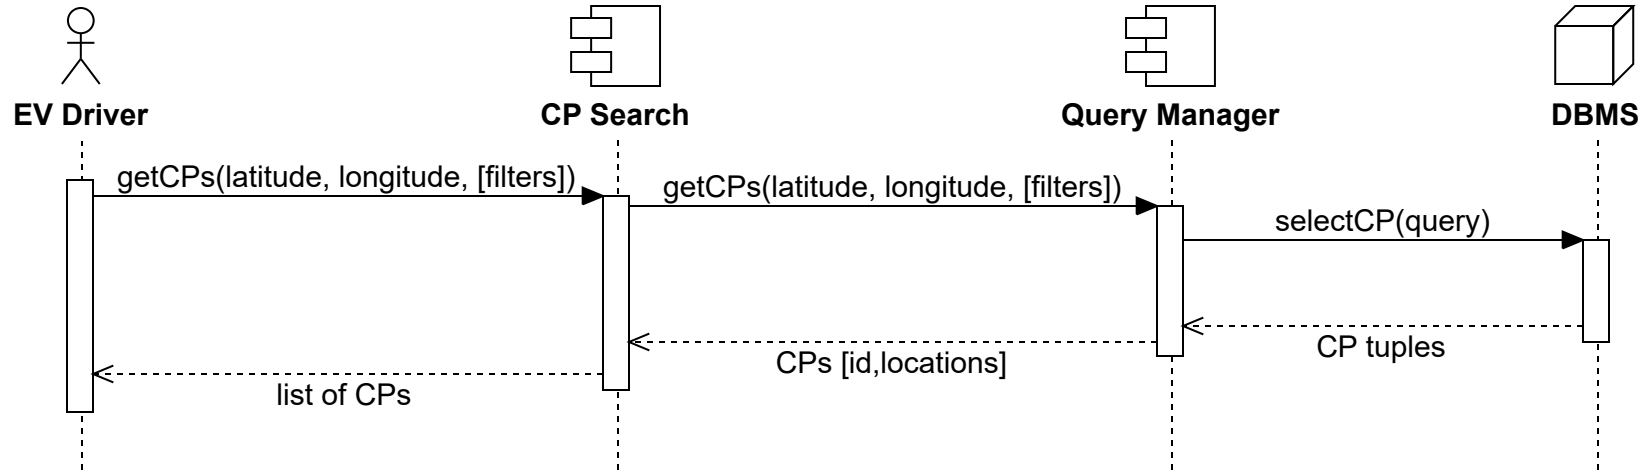 EV Driver
CP Search
Query Manager
DBMS
getCPs(latitude, longitude, [filters])
getCPs(latitude, longitude, [filters])
selectCP(query)
CP tuples
CPs [id,locations]
list of CPs